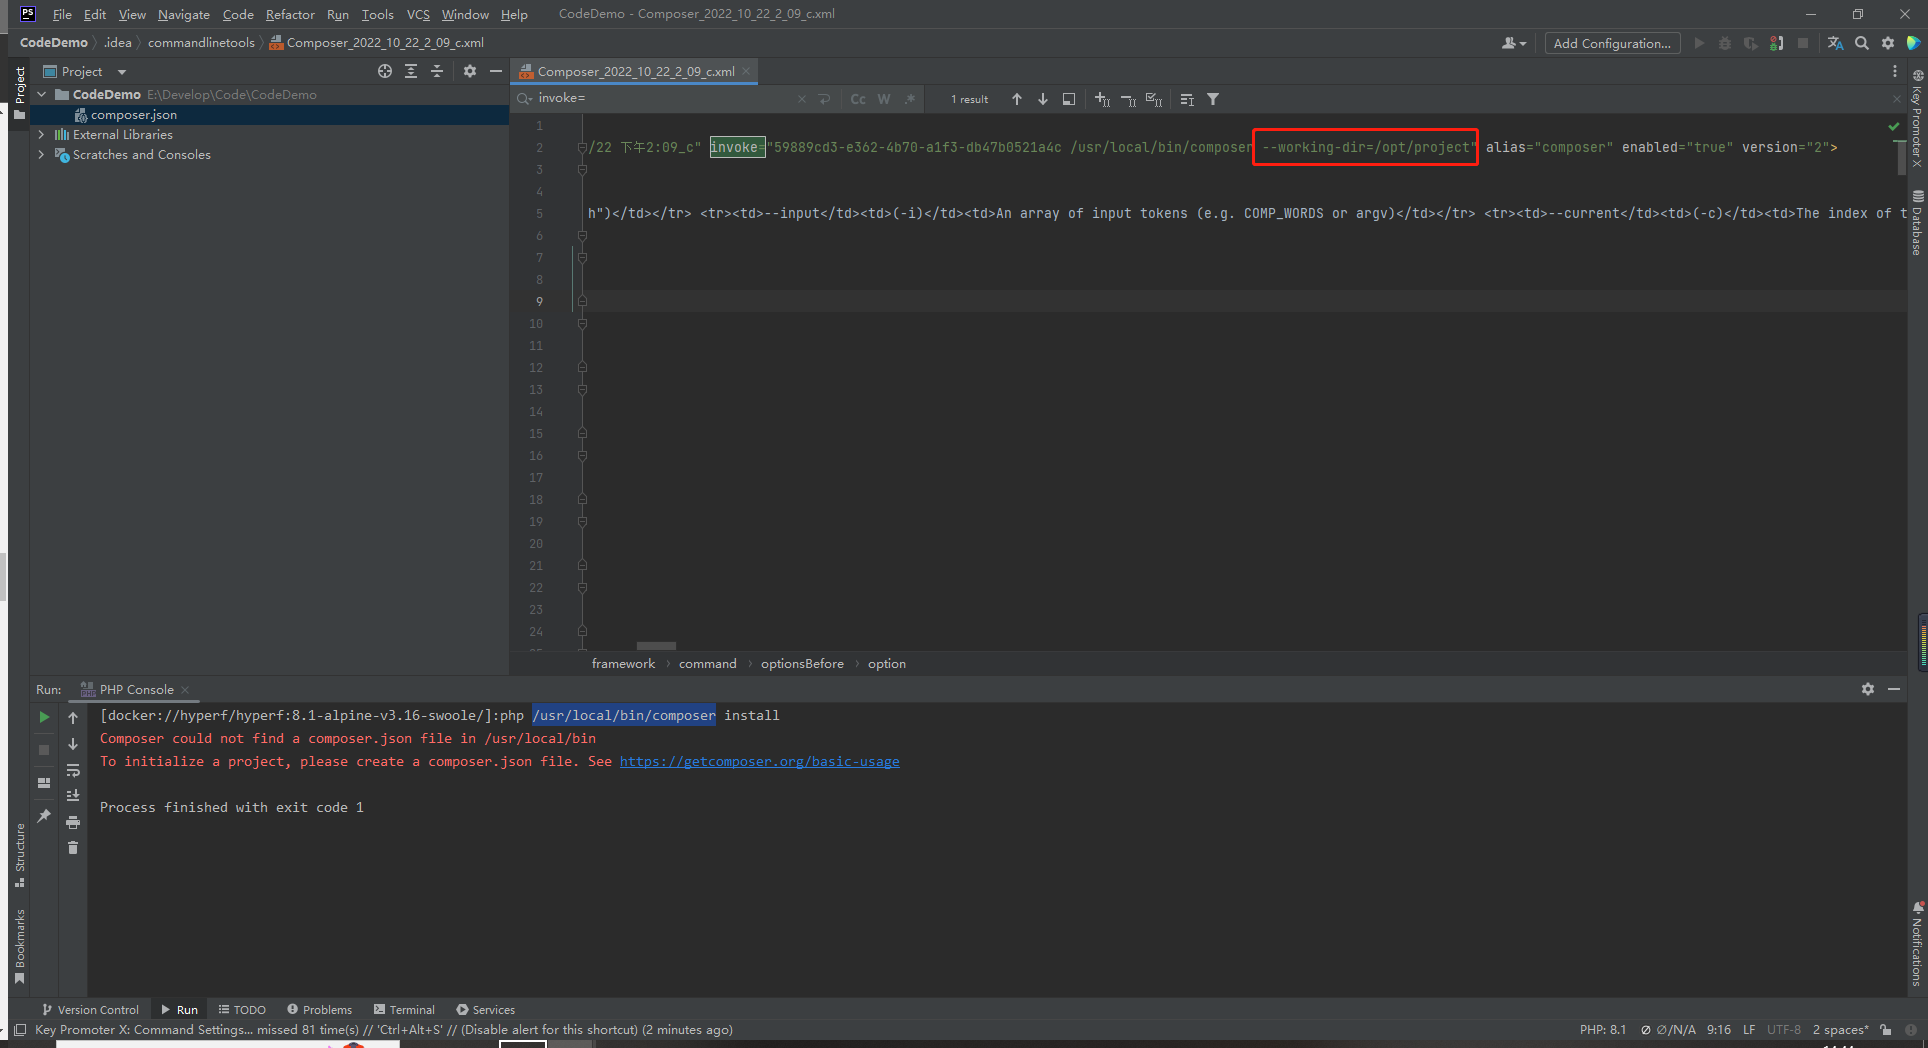 PS File Edit View Navigate Code Refactor Run Tools VCS Window Help CodeDemo - Composer_2022_10_22_2_09_c.xml
CodeDemo .idea commandlinetools Composer_2022_10_22_2_09_c.xml Add Configuration...
Project
Project Composer_2022_10_22_2_09_c.xml
CodeDemo E:\Develop\Code\CodeDemo
composer.json
External Libraries
Scratches and Consoles
invoke= Cc W .* 1 result
1
2 /22 下午2:09_c" invoke="59889cd3-e362-4b70-a1f3-db47b0521a4c /usr/local/bin/composer --working-dir=/opt/project" alias="composer" enabled="true" version="2">
3
4
5 h")</td></tr> <tr><td>--input</td><td>(-i)</td><td>An array of input tokens (e.g. COMP_WORDS or argv)</td></tr> <tr><td>--current</td><td>(-c)</td><td>The index of t
6
7
8
9
10
11
12
13
14
15
16
17
18
19
20
21
22
23
24
framework command optionsBefore option
Key Promoter X
Database
Notifications
Run: PHP Console
[docker://hyperf/hyperf:8.1-alpine-v3.16-swoole/]:php /usr/local/bin/composer install
Composer could not find a composer.json file in /usr/local/bin
To initialize a project, please create a composer.json file. See https://getcomposer.org/basic-usage
Process finished with exit code 1
Structure
Bookmarks
Version Control Run TODO Problems Terminal Services
Key Promoter X: Command Settings... missed 81 time(s) // 'Ctrl+Alt+S' // (Disable alert for this shortcut) (2 minutes ago) PHP: 8.1 ∅/N/A 9:16 LF UTF-8 2 spaces*